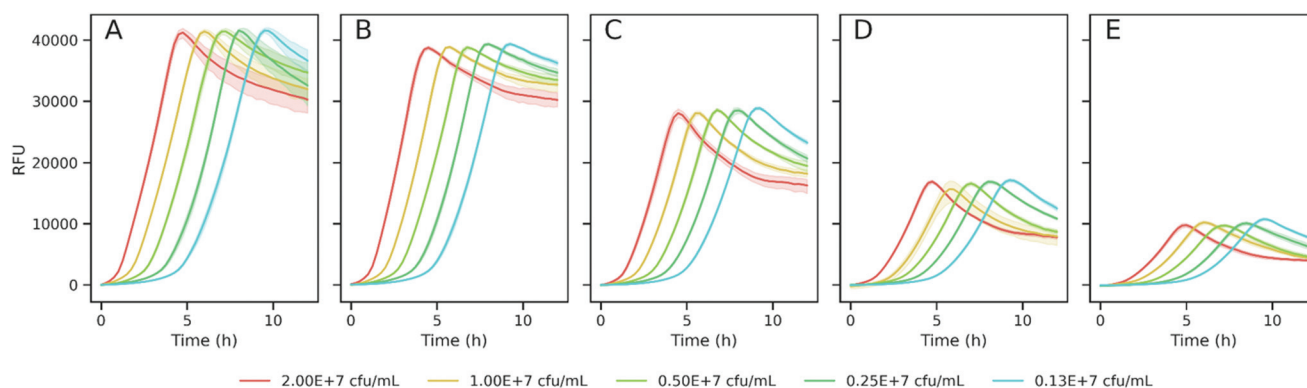 A B C D E
40000
30000
20000
10000
0
RFU
0 5 10 0 5 10 0 5 10 0 5 10 0 5 10
Time (h) Time (h) Time (h) Time (h) Time (h)
2.00E+7 cfu/mL 1.00E+7 cfu/mL 0.50E+7 cfu/mL 0.25E+7 cfu/mL 0.13E+7 cfu/mL